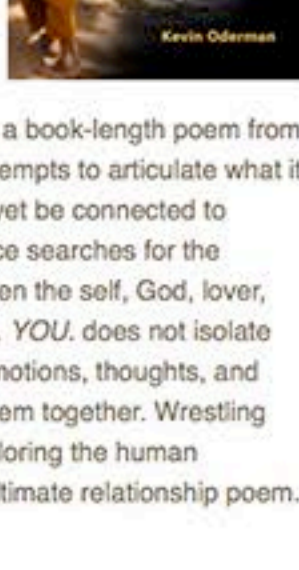 Kevin Oderman
a book-length poem from
empts to articulate what it
yet be connected to
ce searches for the
en the self, God, lover,
YOU. does not isolate
notions, thoughts, and
em together. Wrestling
loring the human
timate relationship poem.